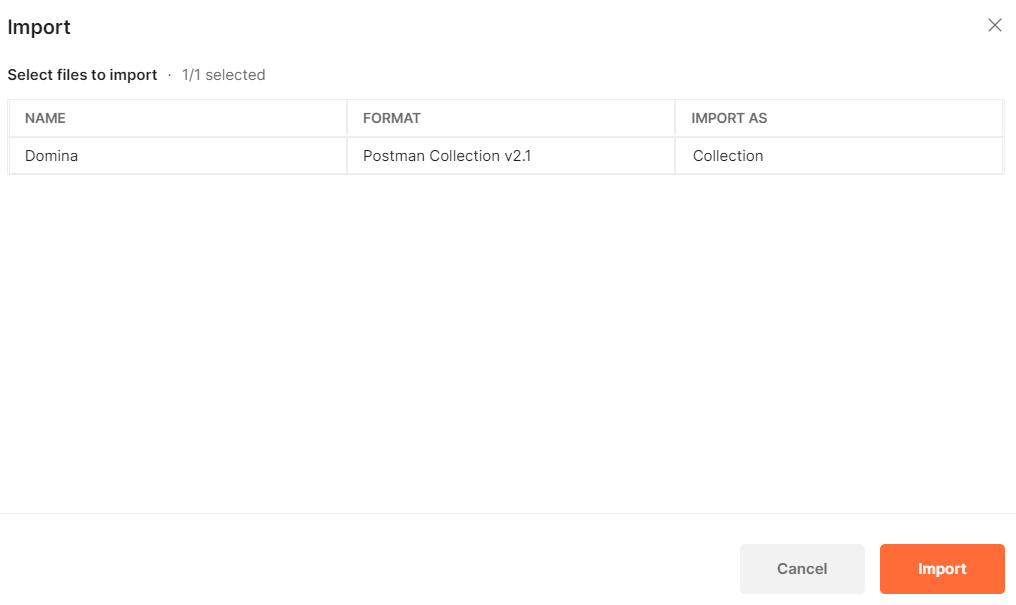 Import
Select files to import · 1/1 selected
NAME FORMAT IMPORT AS
Domina Postman Collection v2.1 Collection
Cancel Import